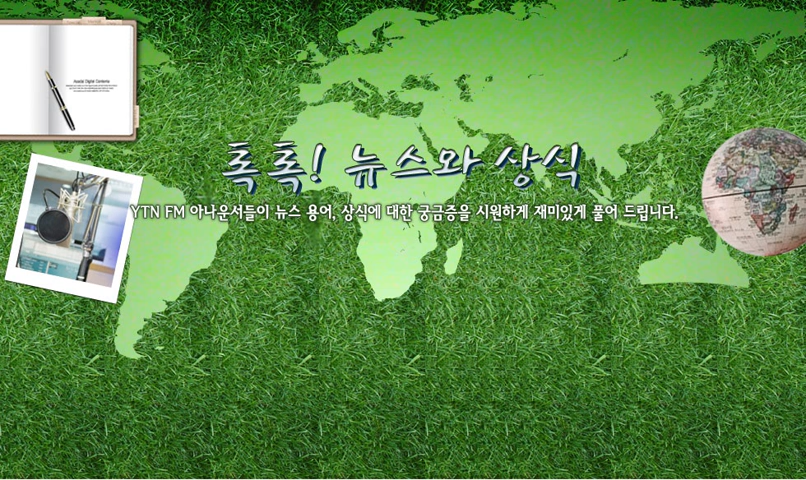 톡톡! 뉴스와 상식
YTN FM 아나운서들이 뉴스 용어, 상식에 대한 궁금증을 시원하게 재미있게 풀어 드립니다.